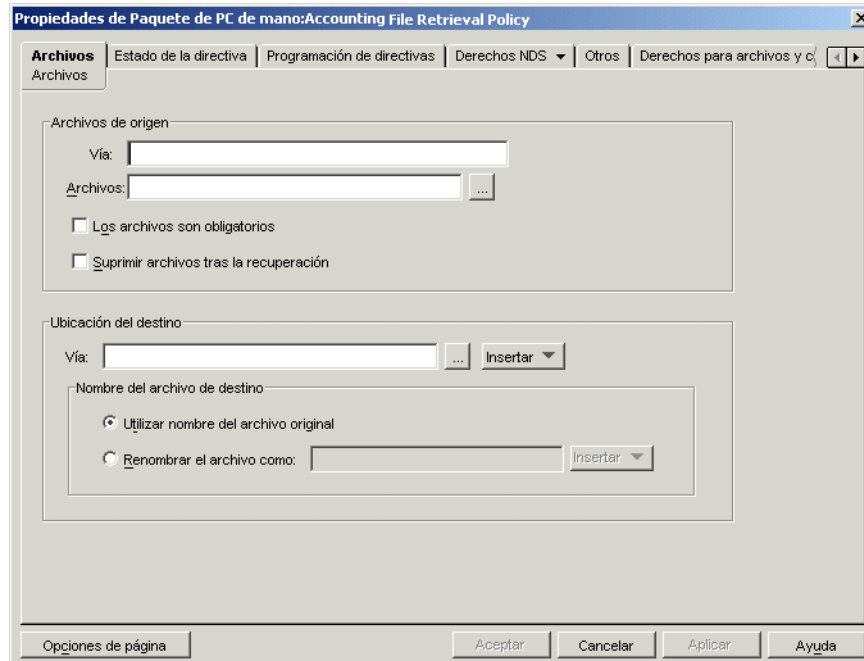 Propiedades de Paquete de PC de mano:Accounting File Retrieval Policy
Archivos Estado de la directiva Programación de directivas Derechos NDS Otros Derechos para archivos y c
Archivos
Archivos de origen
Vía:
Archivos: ...
Los archivos son obligatorios
Suprimir archivos tras la recuperación
Ubicación del destino
Vía: ... Insertar
Nombre del archivo de destino
Utilizar nombre del archivo original
Renombrar el archivo como: Insertar
Opciones de página Aceptar Cancelar Aplicar Ayuda